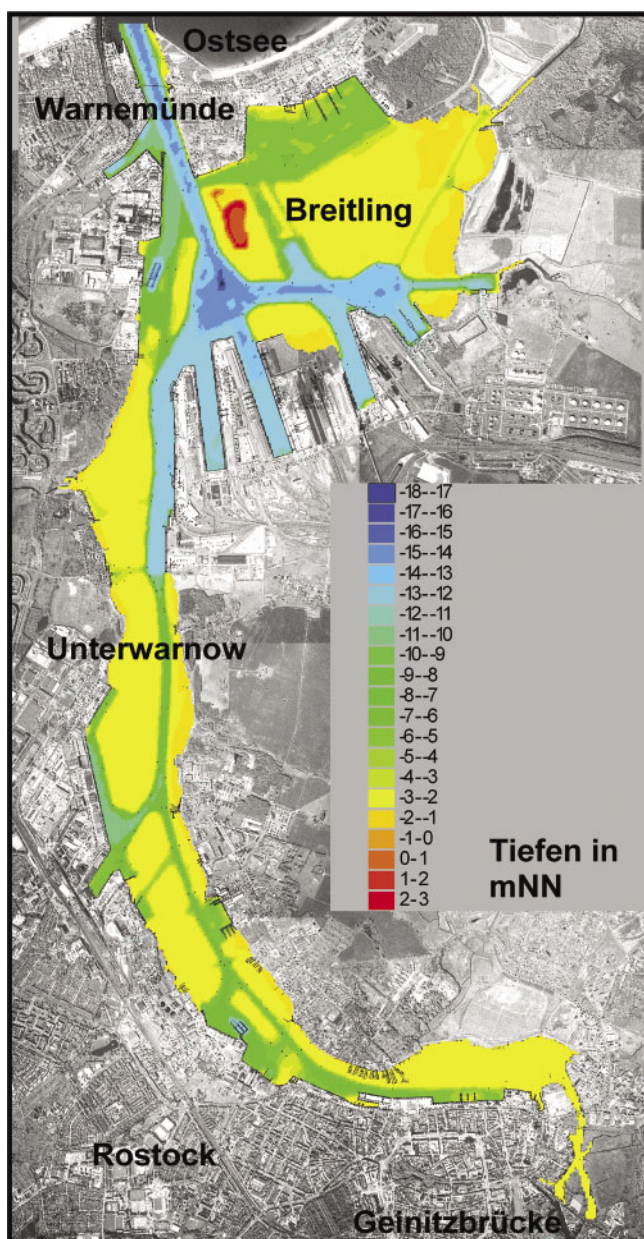 Ostsee
Warnemünde
Breitling
-18--17
-17--16
-16--15
-15--14
-14--13
-13--12
-12--11
-11--10
-10--9
-9--8
-8--7
-7--6
-6--5
-5--4
-4--3
-3--2
-2--1
-1-0
0-1
1-2
2-3
Unterwarnow
Tiefen in
mNN
Rostock
Geinitzbrücke